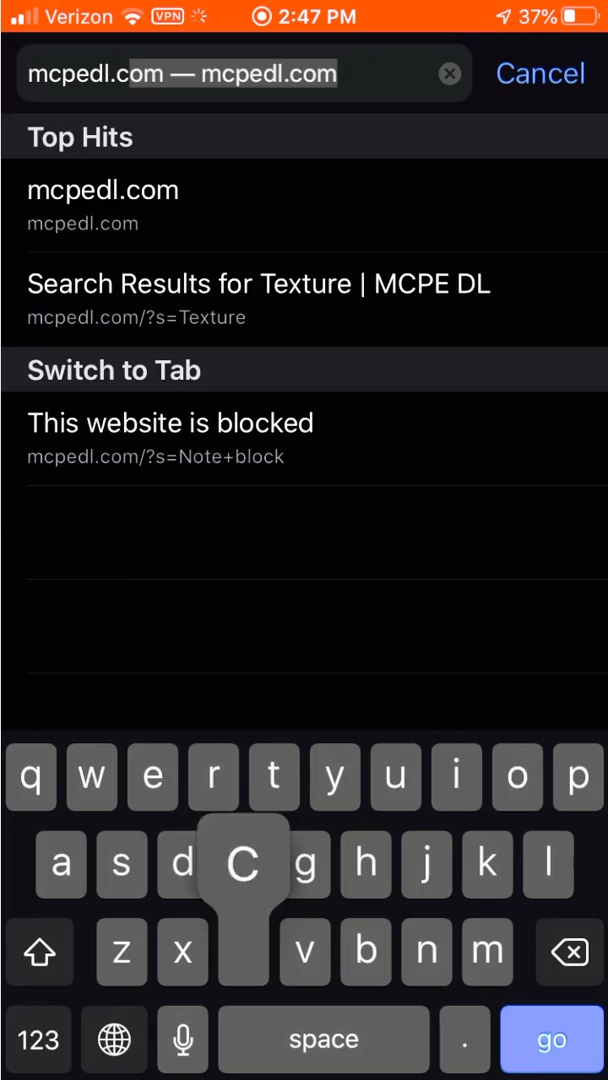 Verizon VPN 2:47 PM 37%
mcpedl.com — mcpedl.com Cancel
Top Hits
mcpedl.com
mcpedl.com
Search Results for Texture | MCPE DL
mcpedl.com/?s=Texture
Switch to Tab
This website is blocked
mcpedl.com/?s=Note+block
q w e r t y u i o p
a s d C g h j k l
z x v b n m
123 space . go